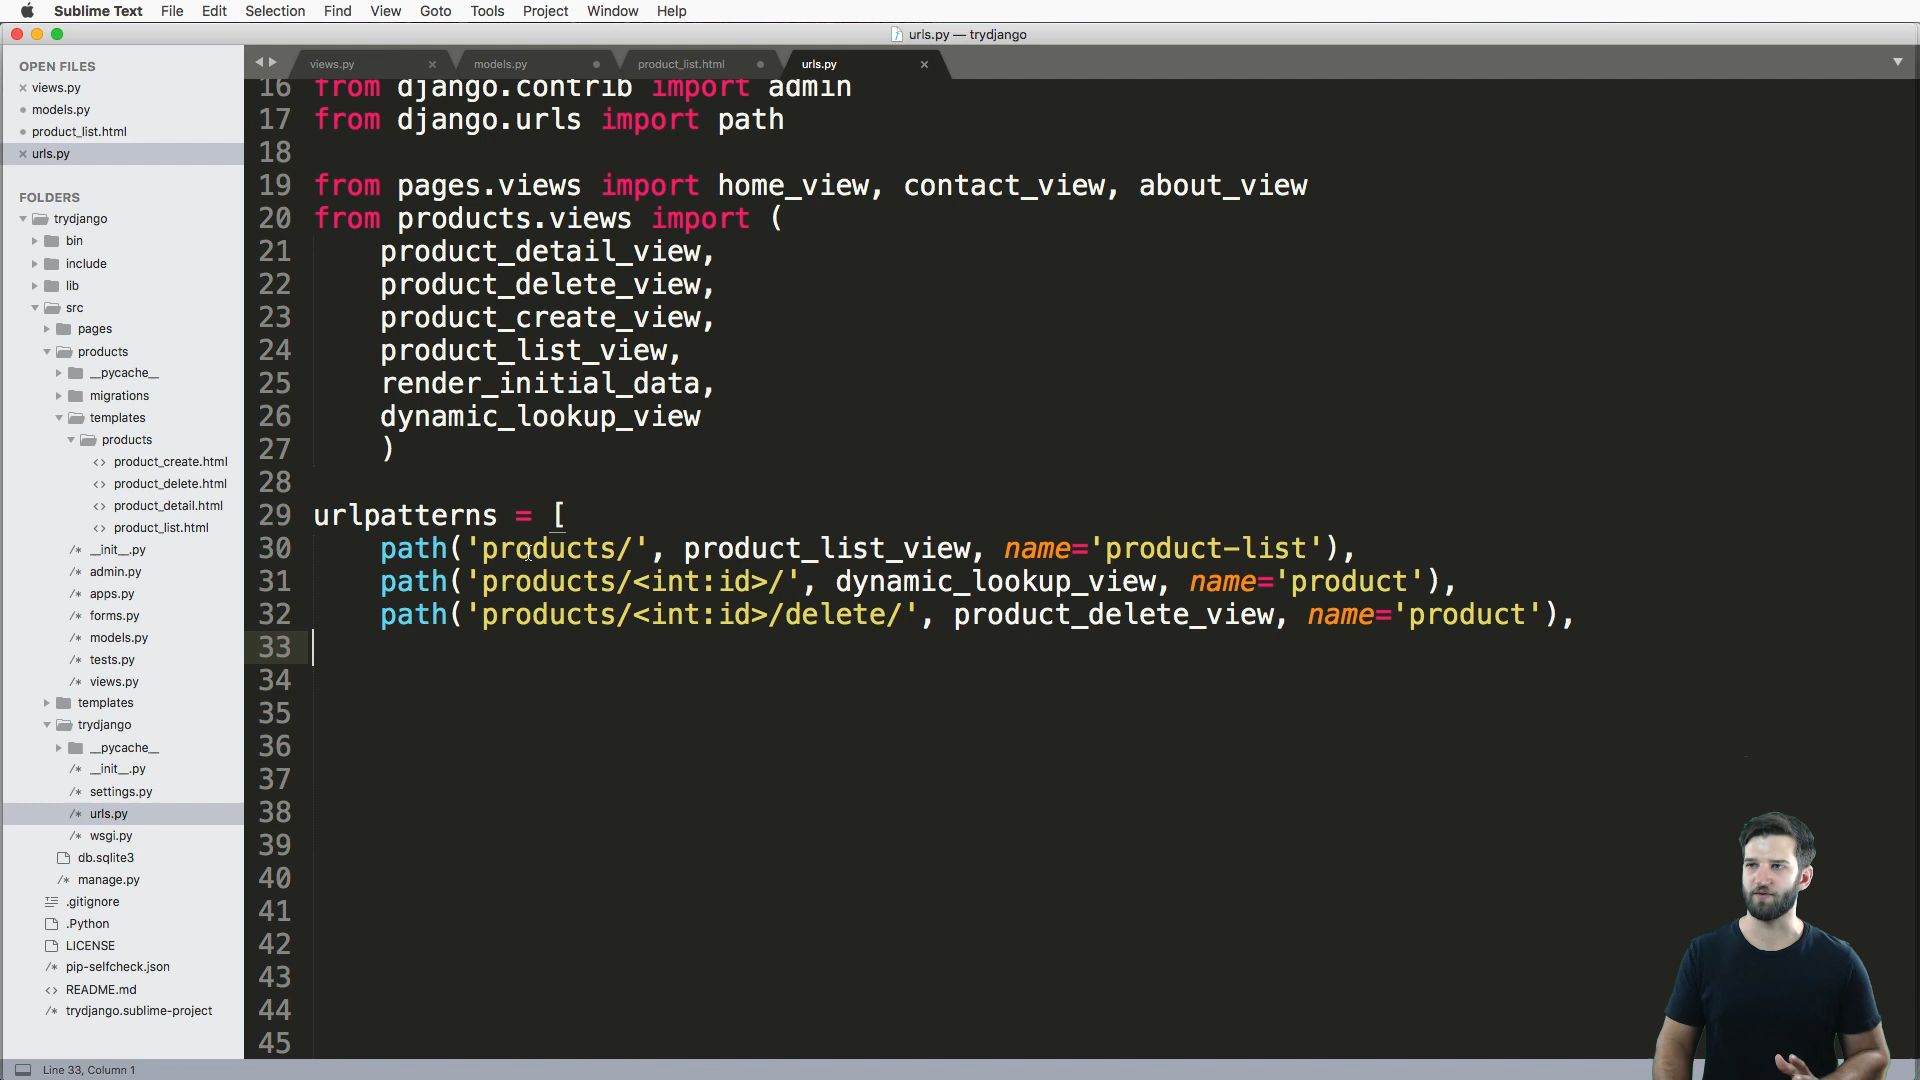 Sublime Text File Edit Selection Find View Goto Tools Project Window Help
urls.py — trydjango
OPEN FILES
views.py
models.py
product_list.html
urls.py
FOLDERS
trydjango
bin
include
lib
src
pages
products
__pycache__
migrations
templates
products
product_create.html
product_delete.html
product_detail.html
product_list.html
__init__.py
admin.py
apps.py
forms.py
models.py
tests.py
views.py
templates
trydjango
__pycache__
__init__.py
settings.py
urls.py
wsgi.py
db.sqlite3
manage.py
.gitignore
.Python
LICENSE
pip-selfcheck.json
README.md
trydjango.sublime-project
views.py models.py product_list.html urls.py
16 from django.contrib import admin
17 from django.urls import path
18
19 from pages.views import home_view, contact_view, about_view
20 from products.views import (
21 product_detail_view,
22 product_delete_view,
23 product_create_view,
24 product_list_view,
25 render_initial_data,
26 dynamic_lookup_view
27 )
28
29 urlpatterns = [
30 path('products/', product_list_view, name='product-list'),
31 path('products/<int:id>/', dynamic_lookup_view, name='product'),
32 path('products/<int:id>/delete/', product_delete_view, name='product'),
33
34
35
36
37
38
39
40
41
42
43
44
45
Line 33, Column 1